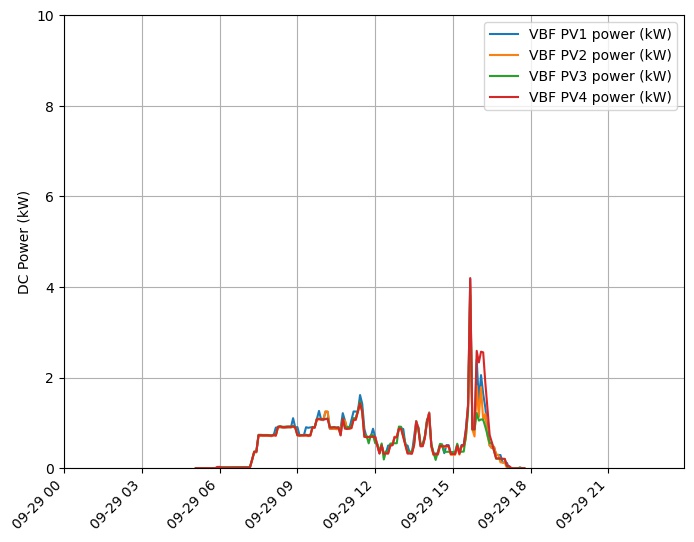 10
8
6
4
2
0
DC Power (kW)
VBF PV1 power (kW)
VBF PV2 power (kW)
VBF PV3 power (kW)
VBF PV4 power (kW)
09-29 00
09-29 03
09-29 06
09-29 09
09-29 12
09-29 15
09-29 18
09-29 21